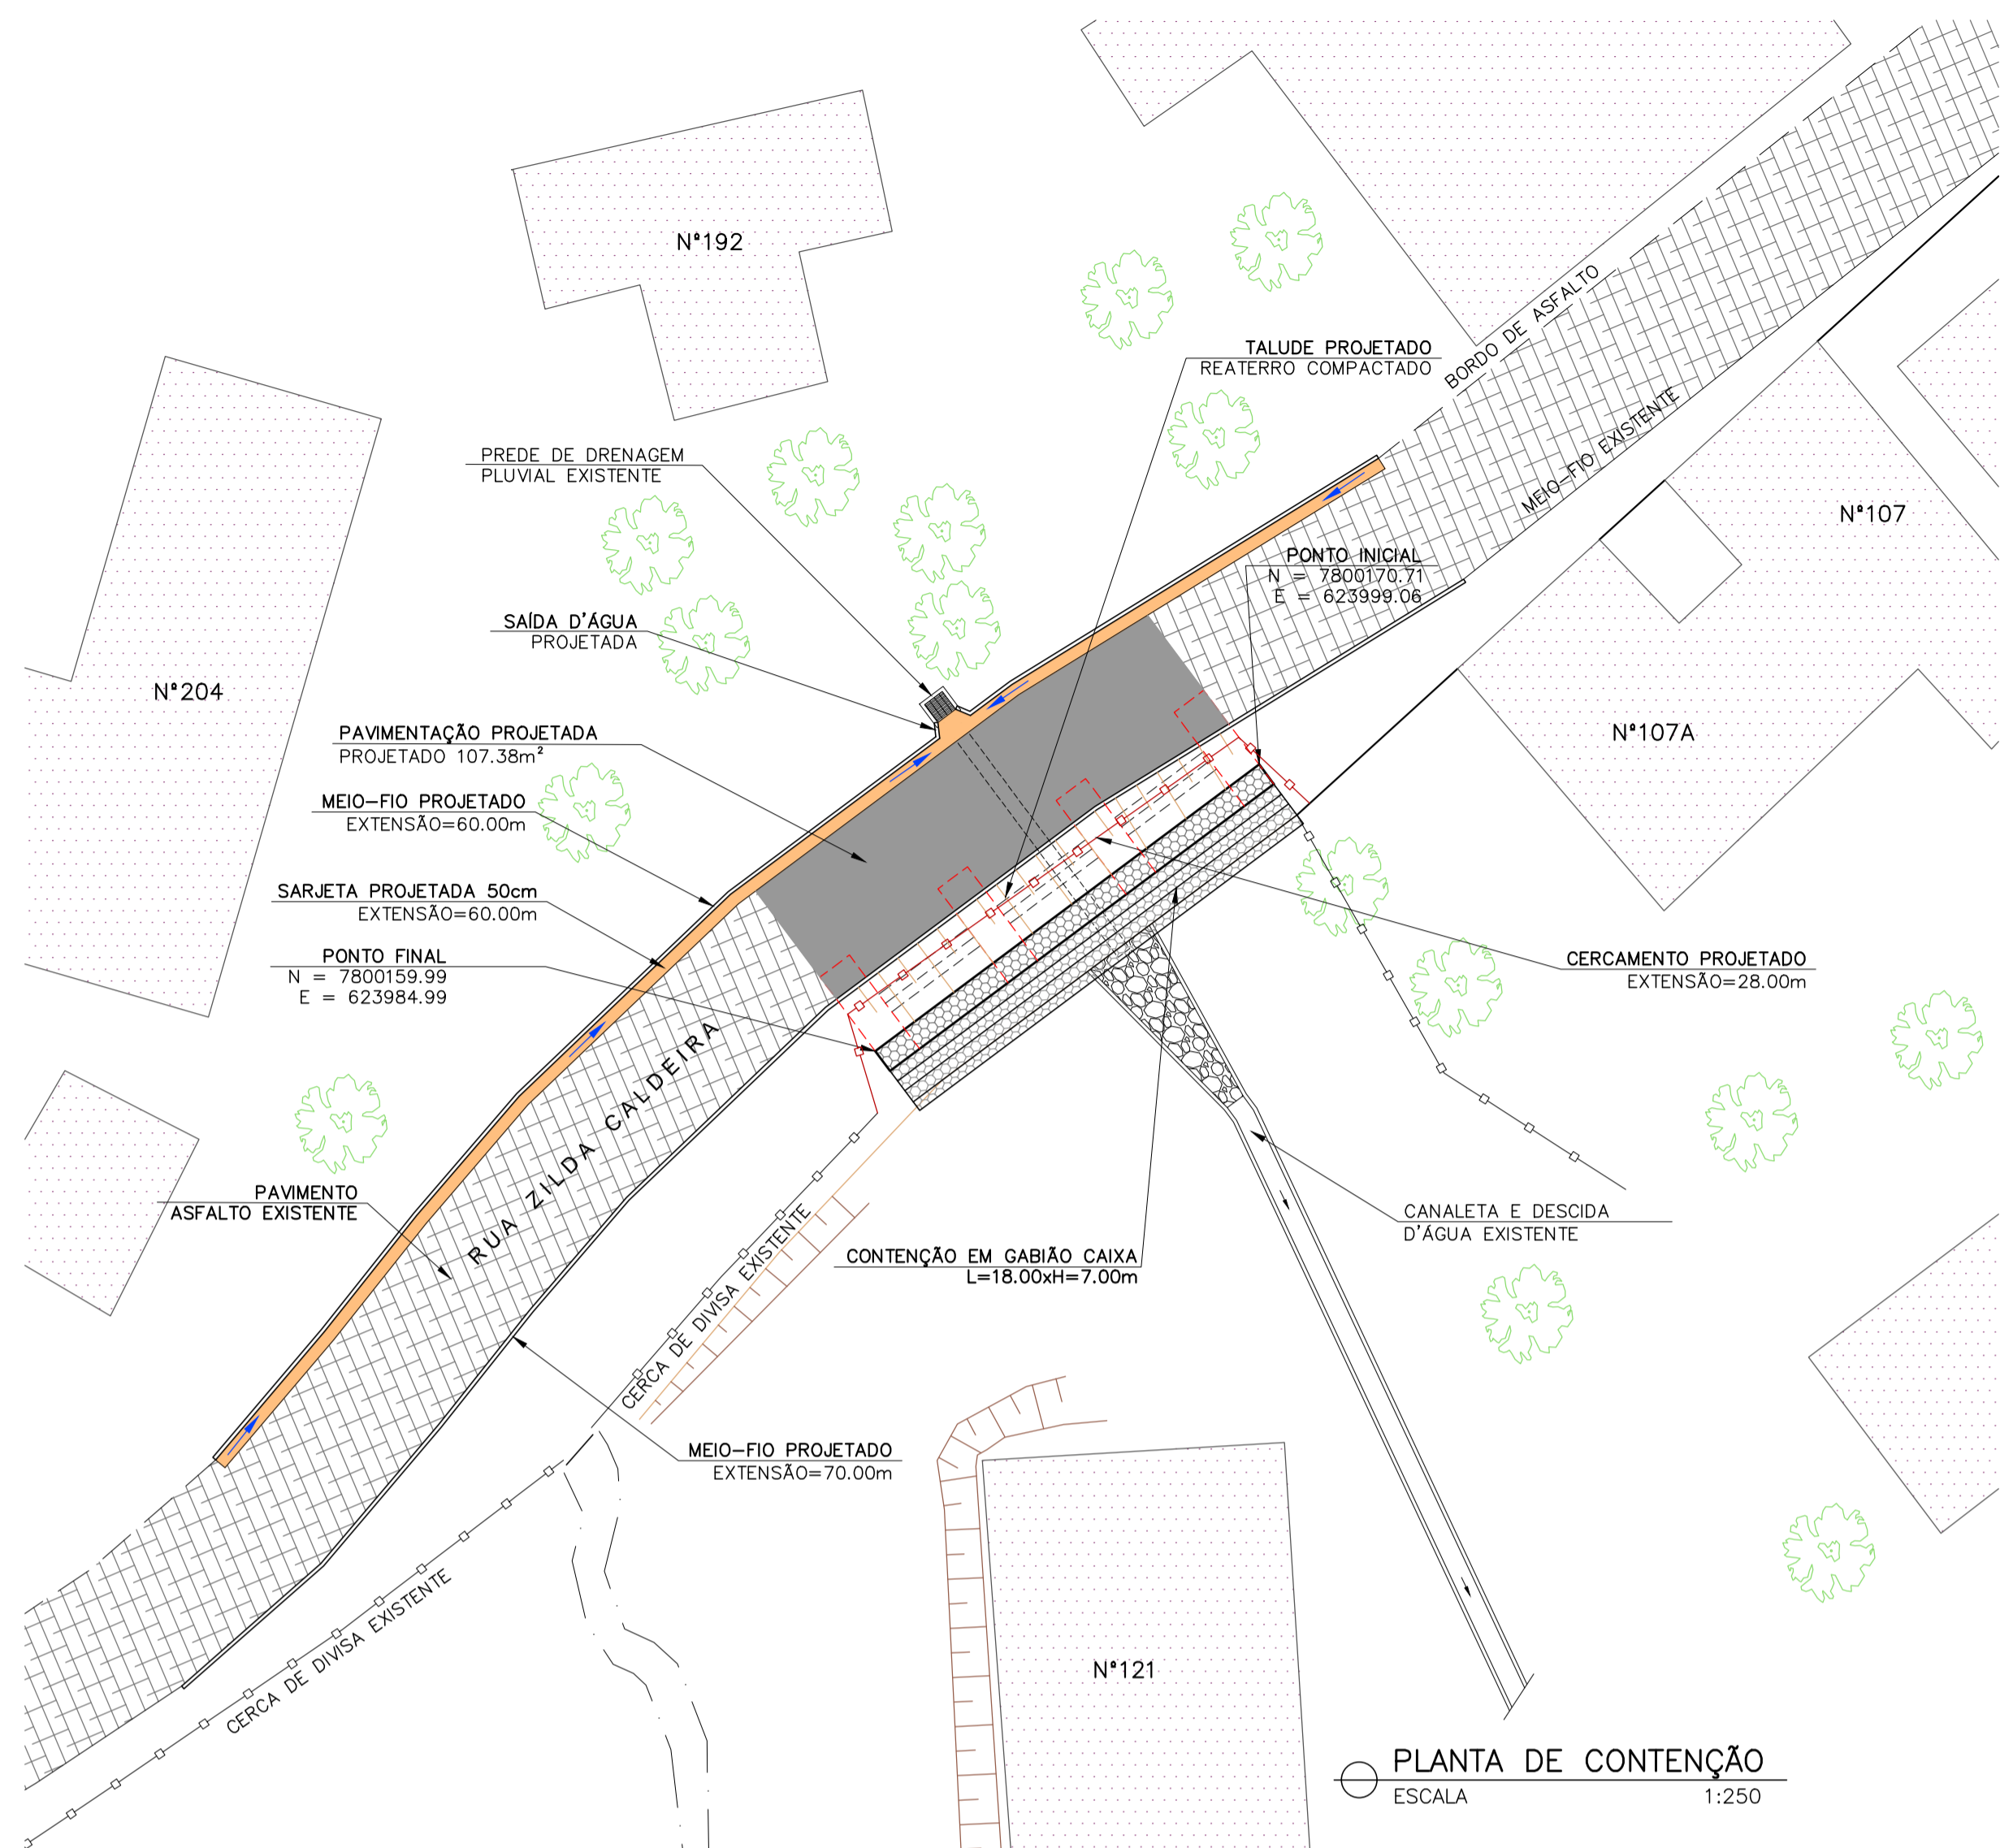 Nº192
BORDO DE ASFALTO
TALUDE PROJETADO
REATERRO COMPACTADO
MEIO-FIO EXISTENTE
PREDE DE DRENAGEM
PLUVIAL EXISTENTE
Nº107
PONTO INICIAL
N = 7800170.71
E = 623999.06
SAÍDA D'ÁGUA
PROJETADA
Nº204
Nº107A
PAVIMENTAÇÃO PROJETADA
PROJETADO 107.38m²
MEIO-FIO PROJETADO
EXTENSÃO=60.00m
SARJETA PROJETADA 50cm
EXTENSÃO=60.00m
PONTO FINAL
N = 7800159.99
E = 623984.99
CERCAMENTO PROJETADO
EXTENSÃO=28.00m
RUA ZILDA CALDEIRA
PAVIMENTO
ASFALTO EXISTENTE
CANALETA E DESCIDA
D'ÁGUA EXISTENTE
CONTENÇÃO EM GABIÃO CAIXA
L=18.00xH=7.00m
CERCA DE DIVISA EXISTENTE
MEIO-FIO PROJETADO
EXTENSÃO=70.00m
CERCA DE DIVISA EXISTENTE
Nº121
PLANTA DE CONTENÇÃO
ESCALA 1:250